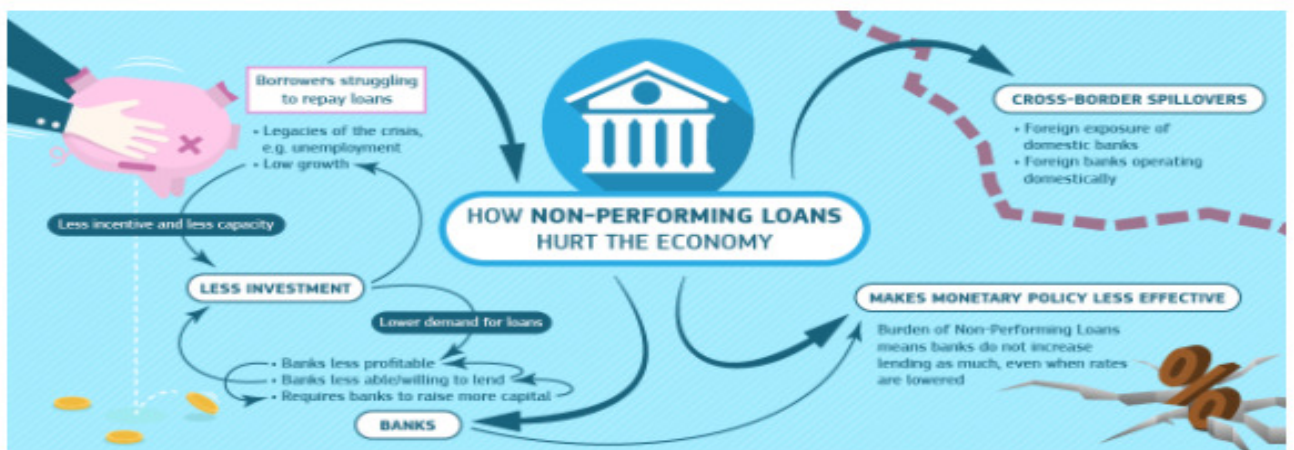 Borrowers struggling
to repay loans
• Legacies of the crisis,
e.g. unemployment
• Low growth
Less incentive and less capacity
LESS INVESTMENT
Lower demand for loans
• Banks less profitable
• Banks less able/willing to lend
• Requires banks to raise more capital
BANKS
HOW NON-PERFORMING LOANS
HURT THE ECONOMY
CROSS-BORDER SPILLOVERS
• Foreign exposure of
domestic banks
• Foreign banks operating
domestically
MAKES MONETARY POLICY LESS EFFECTIVE
Burden of Non-Performing Loans
means banks do not increase
lending as much, even when rates
are lowered
%